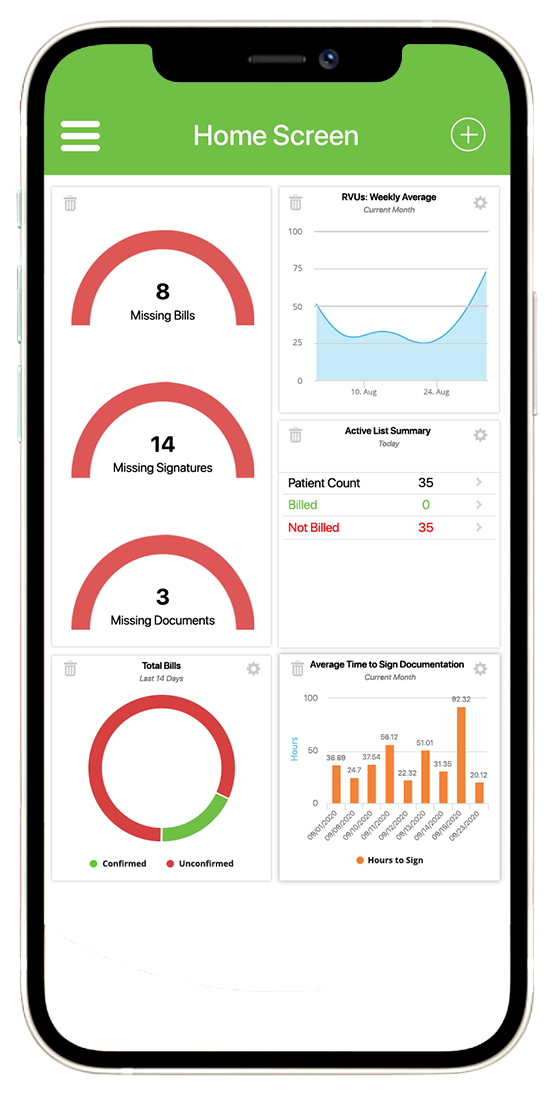 Home Screen
8
Missing Bills
14
Missing Signatures
3
Missing Documents
RVUs: Weekly Average
Current Month
100
75
50
25
0
10. Aug
24. Aug
Active List Summary
Today
Patient Count 35
Billed 0
Not Billed 35
Total Bills
Last 14 Days
Confirmed Unconfirmed
Average Time to Sign Documentation
Current Month
Hours
100
50
0
36.69
24.7
37.54
56.12
22.32
51.01
31.35
92.32
20.12
09/01/2020
09/09/2020
09/10/2020
09/11/2020
09/12/2020
09/13/2020
09/14/2020
09/15/2020
09/23/2020
Hours to Sign